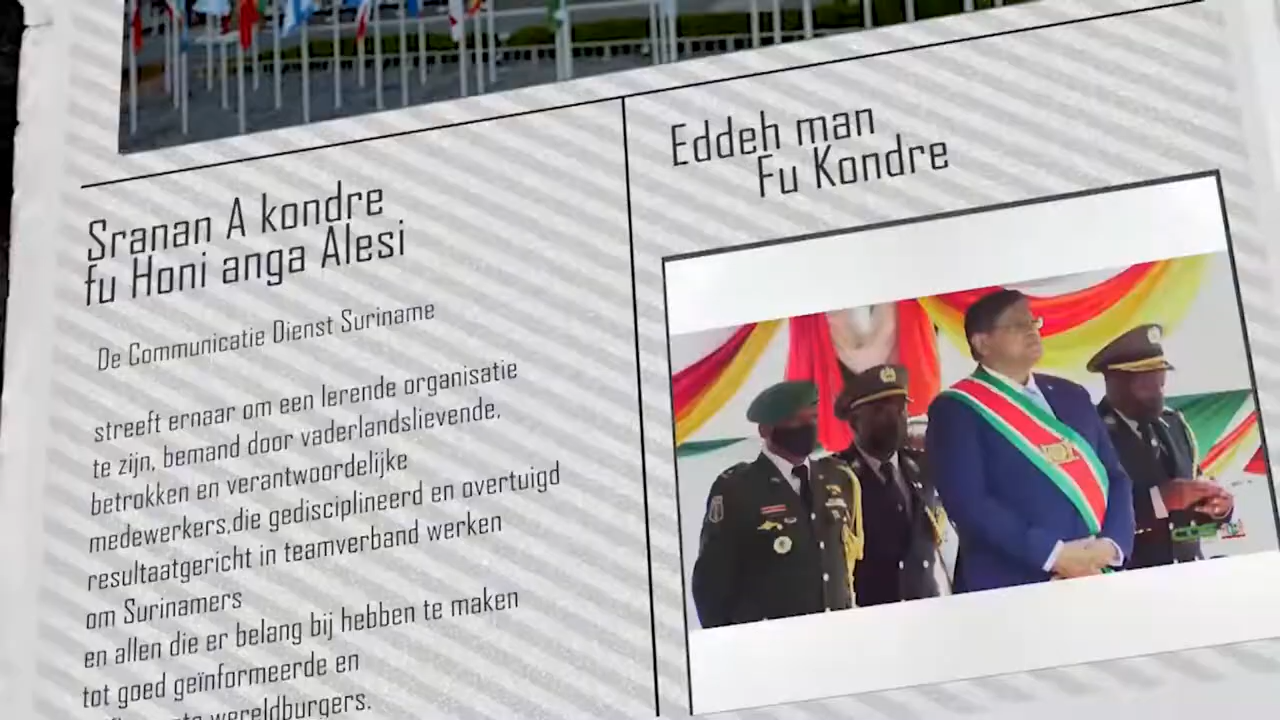 Sranan A kondre
fu Honi anga Alesi
De Communicatie Dienst Suriname
streeft ernaar om een lerende organisatie
te zijn, bemand door vaderlandslievende,
betrokken en verantwoordelijke
medewerkers,die gedisciplineerd en overtuigd
resultaatgericht in teamverband werken
om Surinamers
en allen die er belang bij hebben te maken
tot goed geïnformeerde en
wereldburgers.
Eddeh man
Fu Kondre